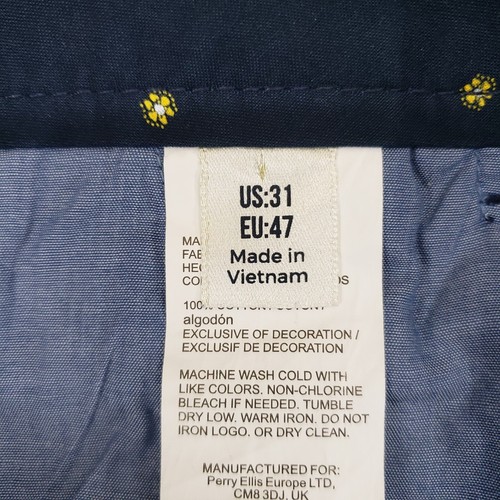 US:31
EU:47
Made in
Vietnam
100% COTTON
algodón
EXCLUSIVE OF DECORATION /
EXCLUSIF DE DECORATION
MACHINE WASH COLD WITH
LIKE COLORS. NON-CHLORINE
BLEACH IF NEEDED. TUMBLE
DRY LOW. WARM IRON. DO NOT
IRON LOGO. OR DRY CLEAN.
MANUFACTURED FOR:
Perry Ellis Europe LTD,
CM8 3DJ, UK